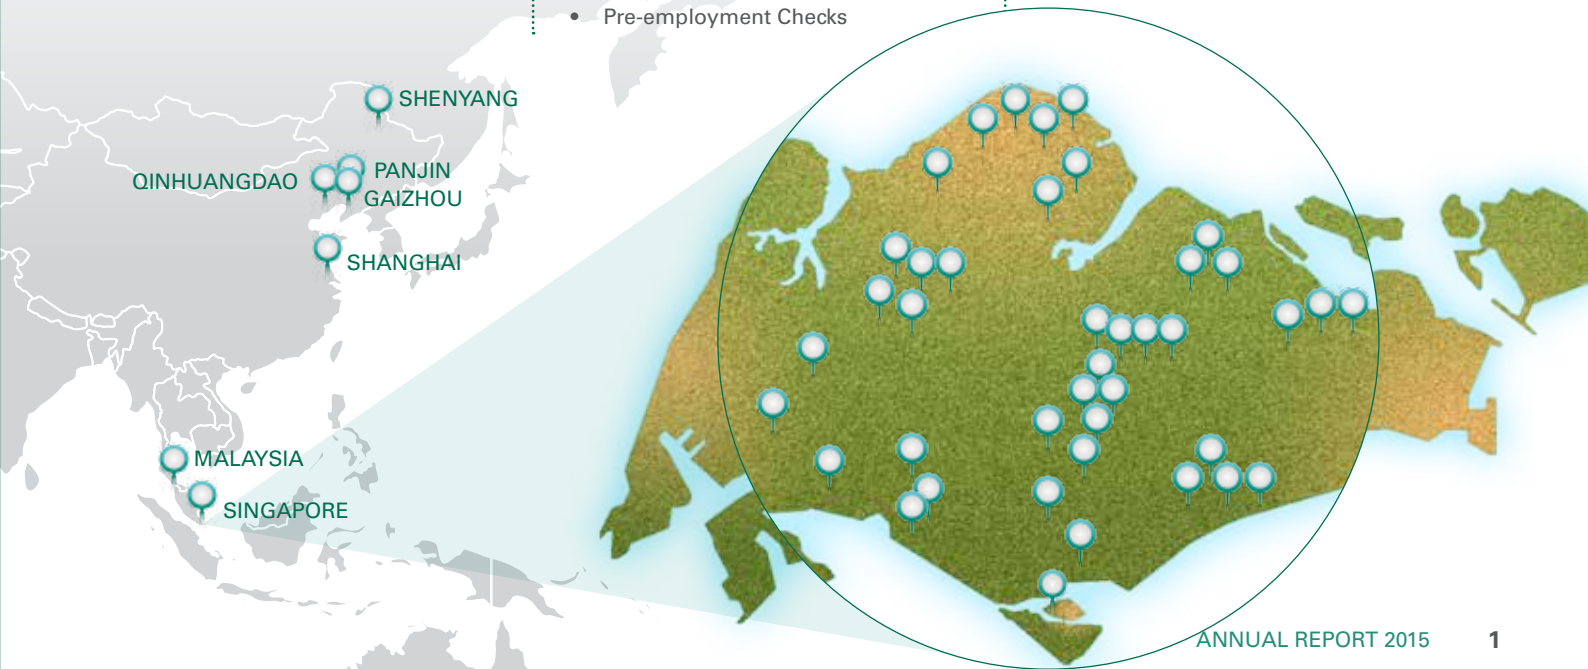 • Pre-employment Checks
SHENYANG
PANJIN
QINHUANGDAO
GAIZHOU
SHANGHAI
MALAYSIA
SINGAPORE
ANNUAL REPORT 2015 1